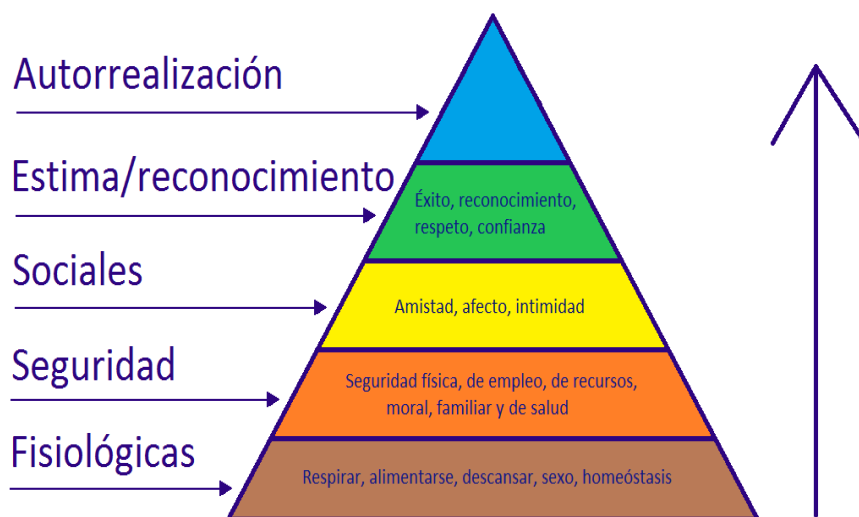 Autorrealización
Estima/reconocimiento
Éxito, reconocimiento,
respeto, confianza
Sociales
Amistad, afecto, intimidad
Seguridad
Seguridad física, de empleo, de recursos,
moral, familiar y de salud
Fisiológicas
Respirar, alimentarse, descansar, sexo, homeóstasis